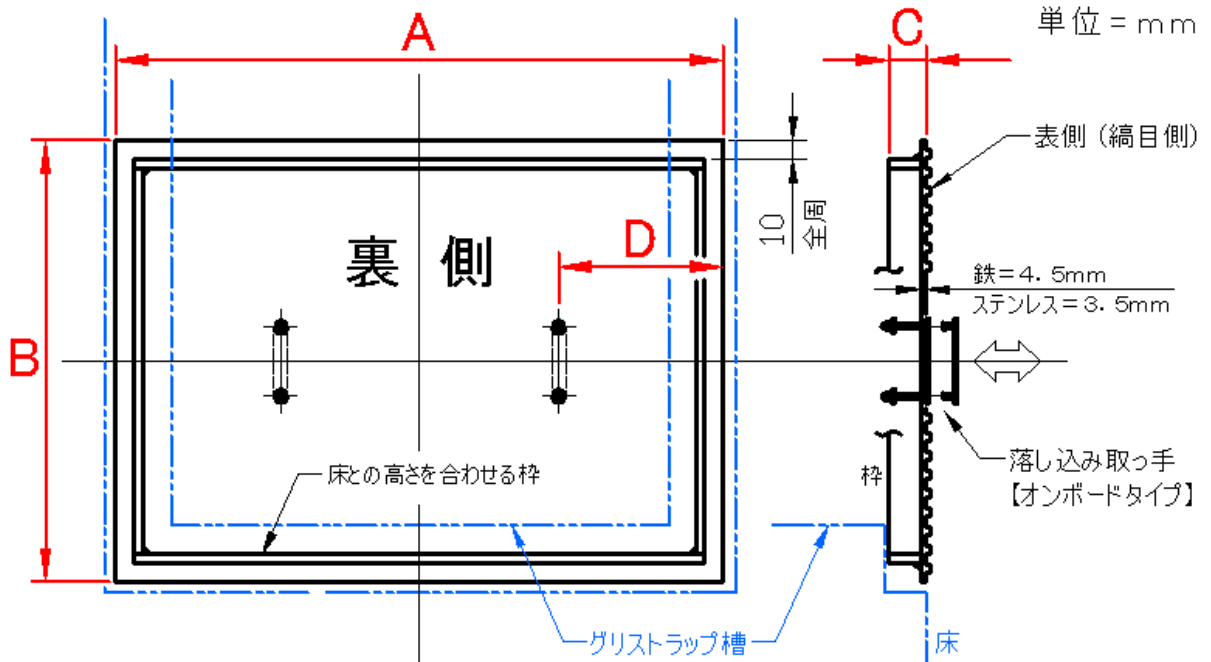 単位=mm
A
C
表側(縞目側)
10
全周
B
裏 側
D
鉄=4.5mm
ステンレス=3.5mm
床との高さを合わせる枠
枠
落し込み取っ手
【オンボードタイプ】
グリストラップ槽
床